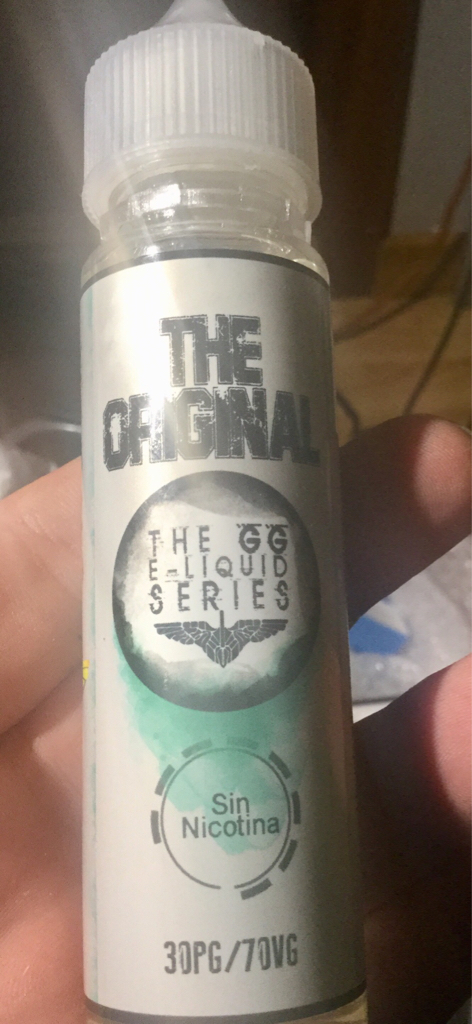 THE
ORIGINAL
THE GG
E-LIQUID
SERIES
Sin
Nicotina
30PG/70VG